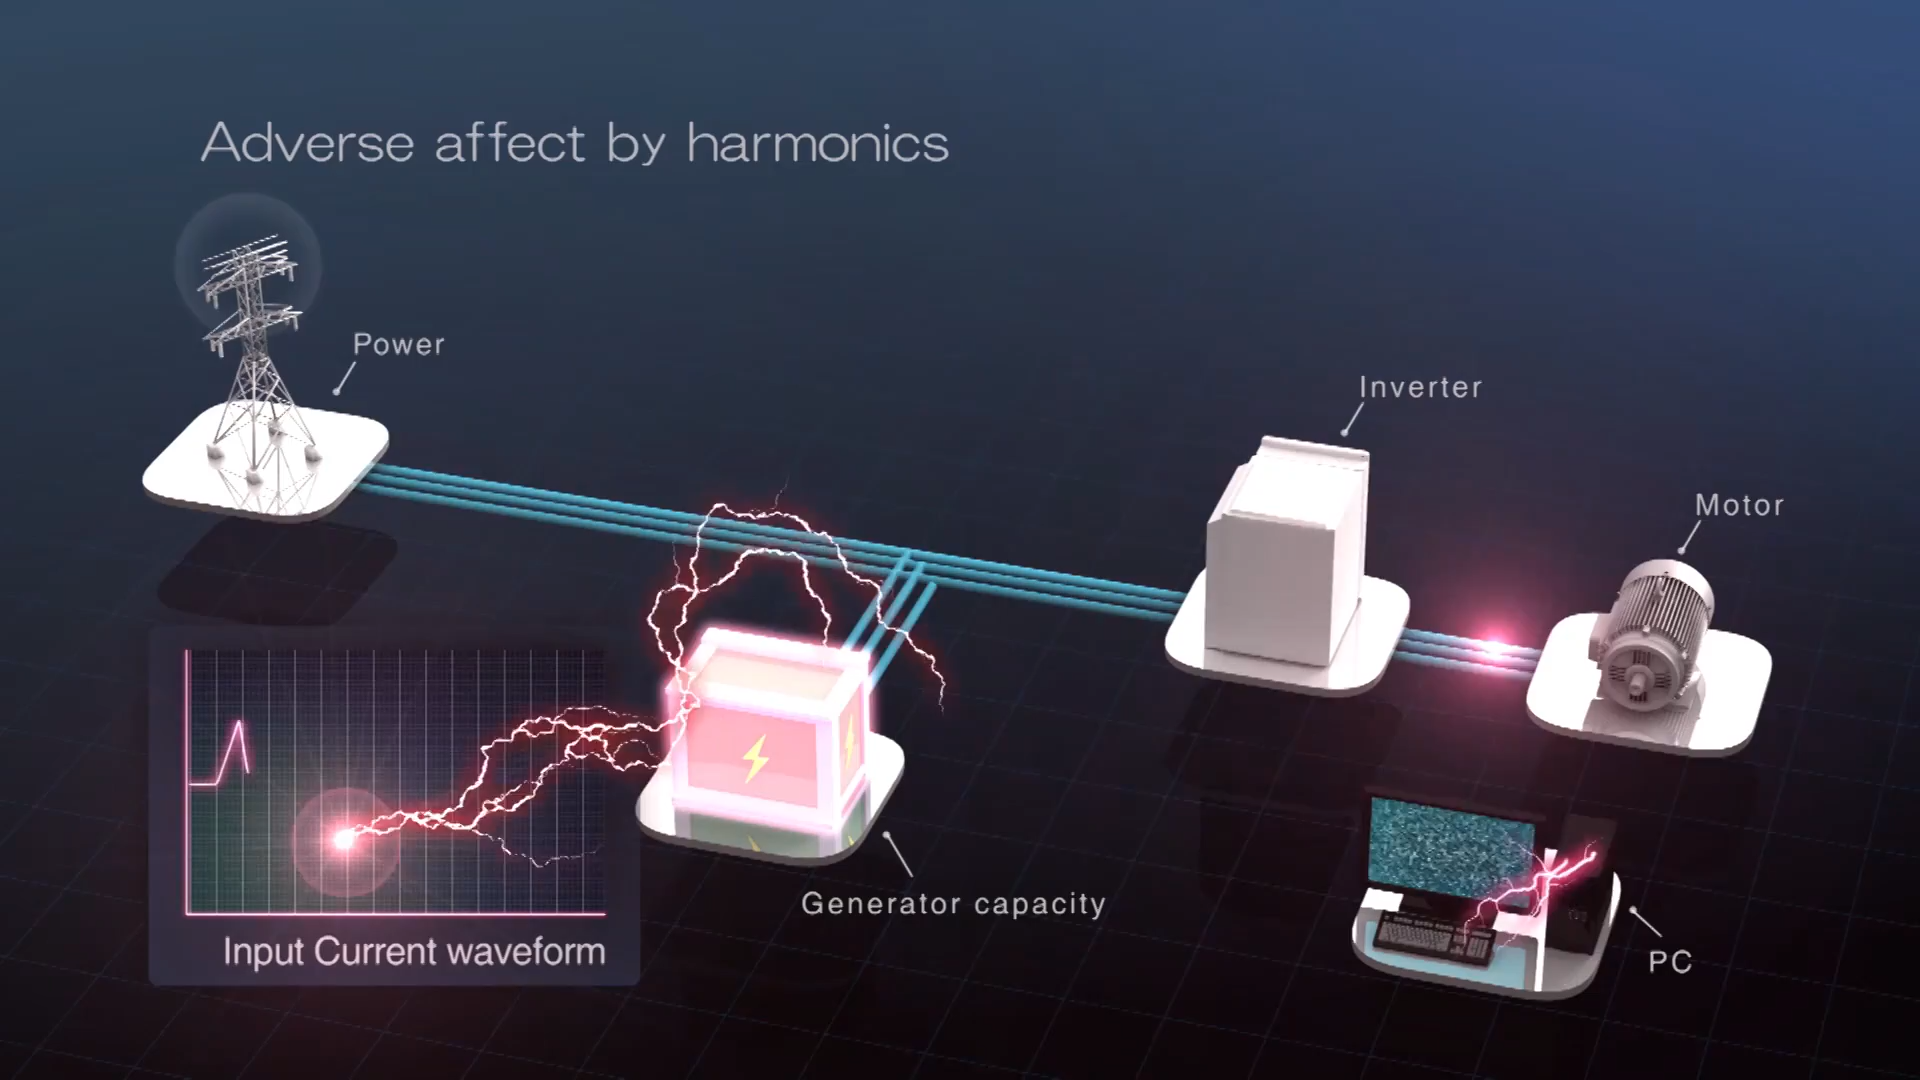 Adverse affect by harmonics
Power
Inverter
Motor
Generator capacity
Input Current waveform
PC